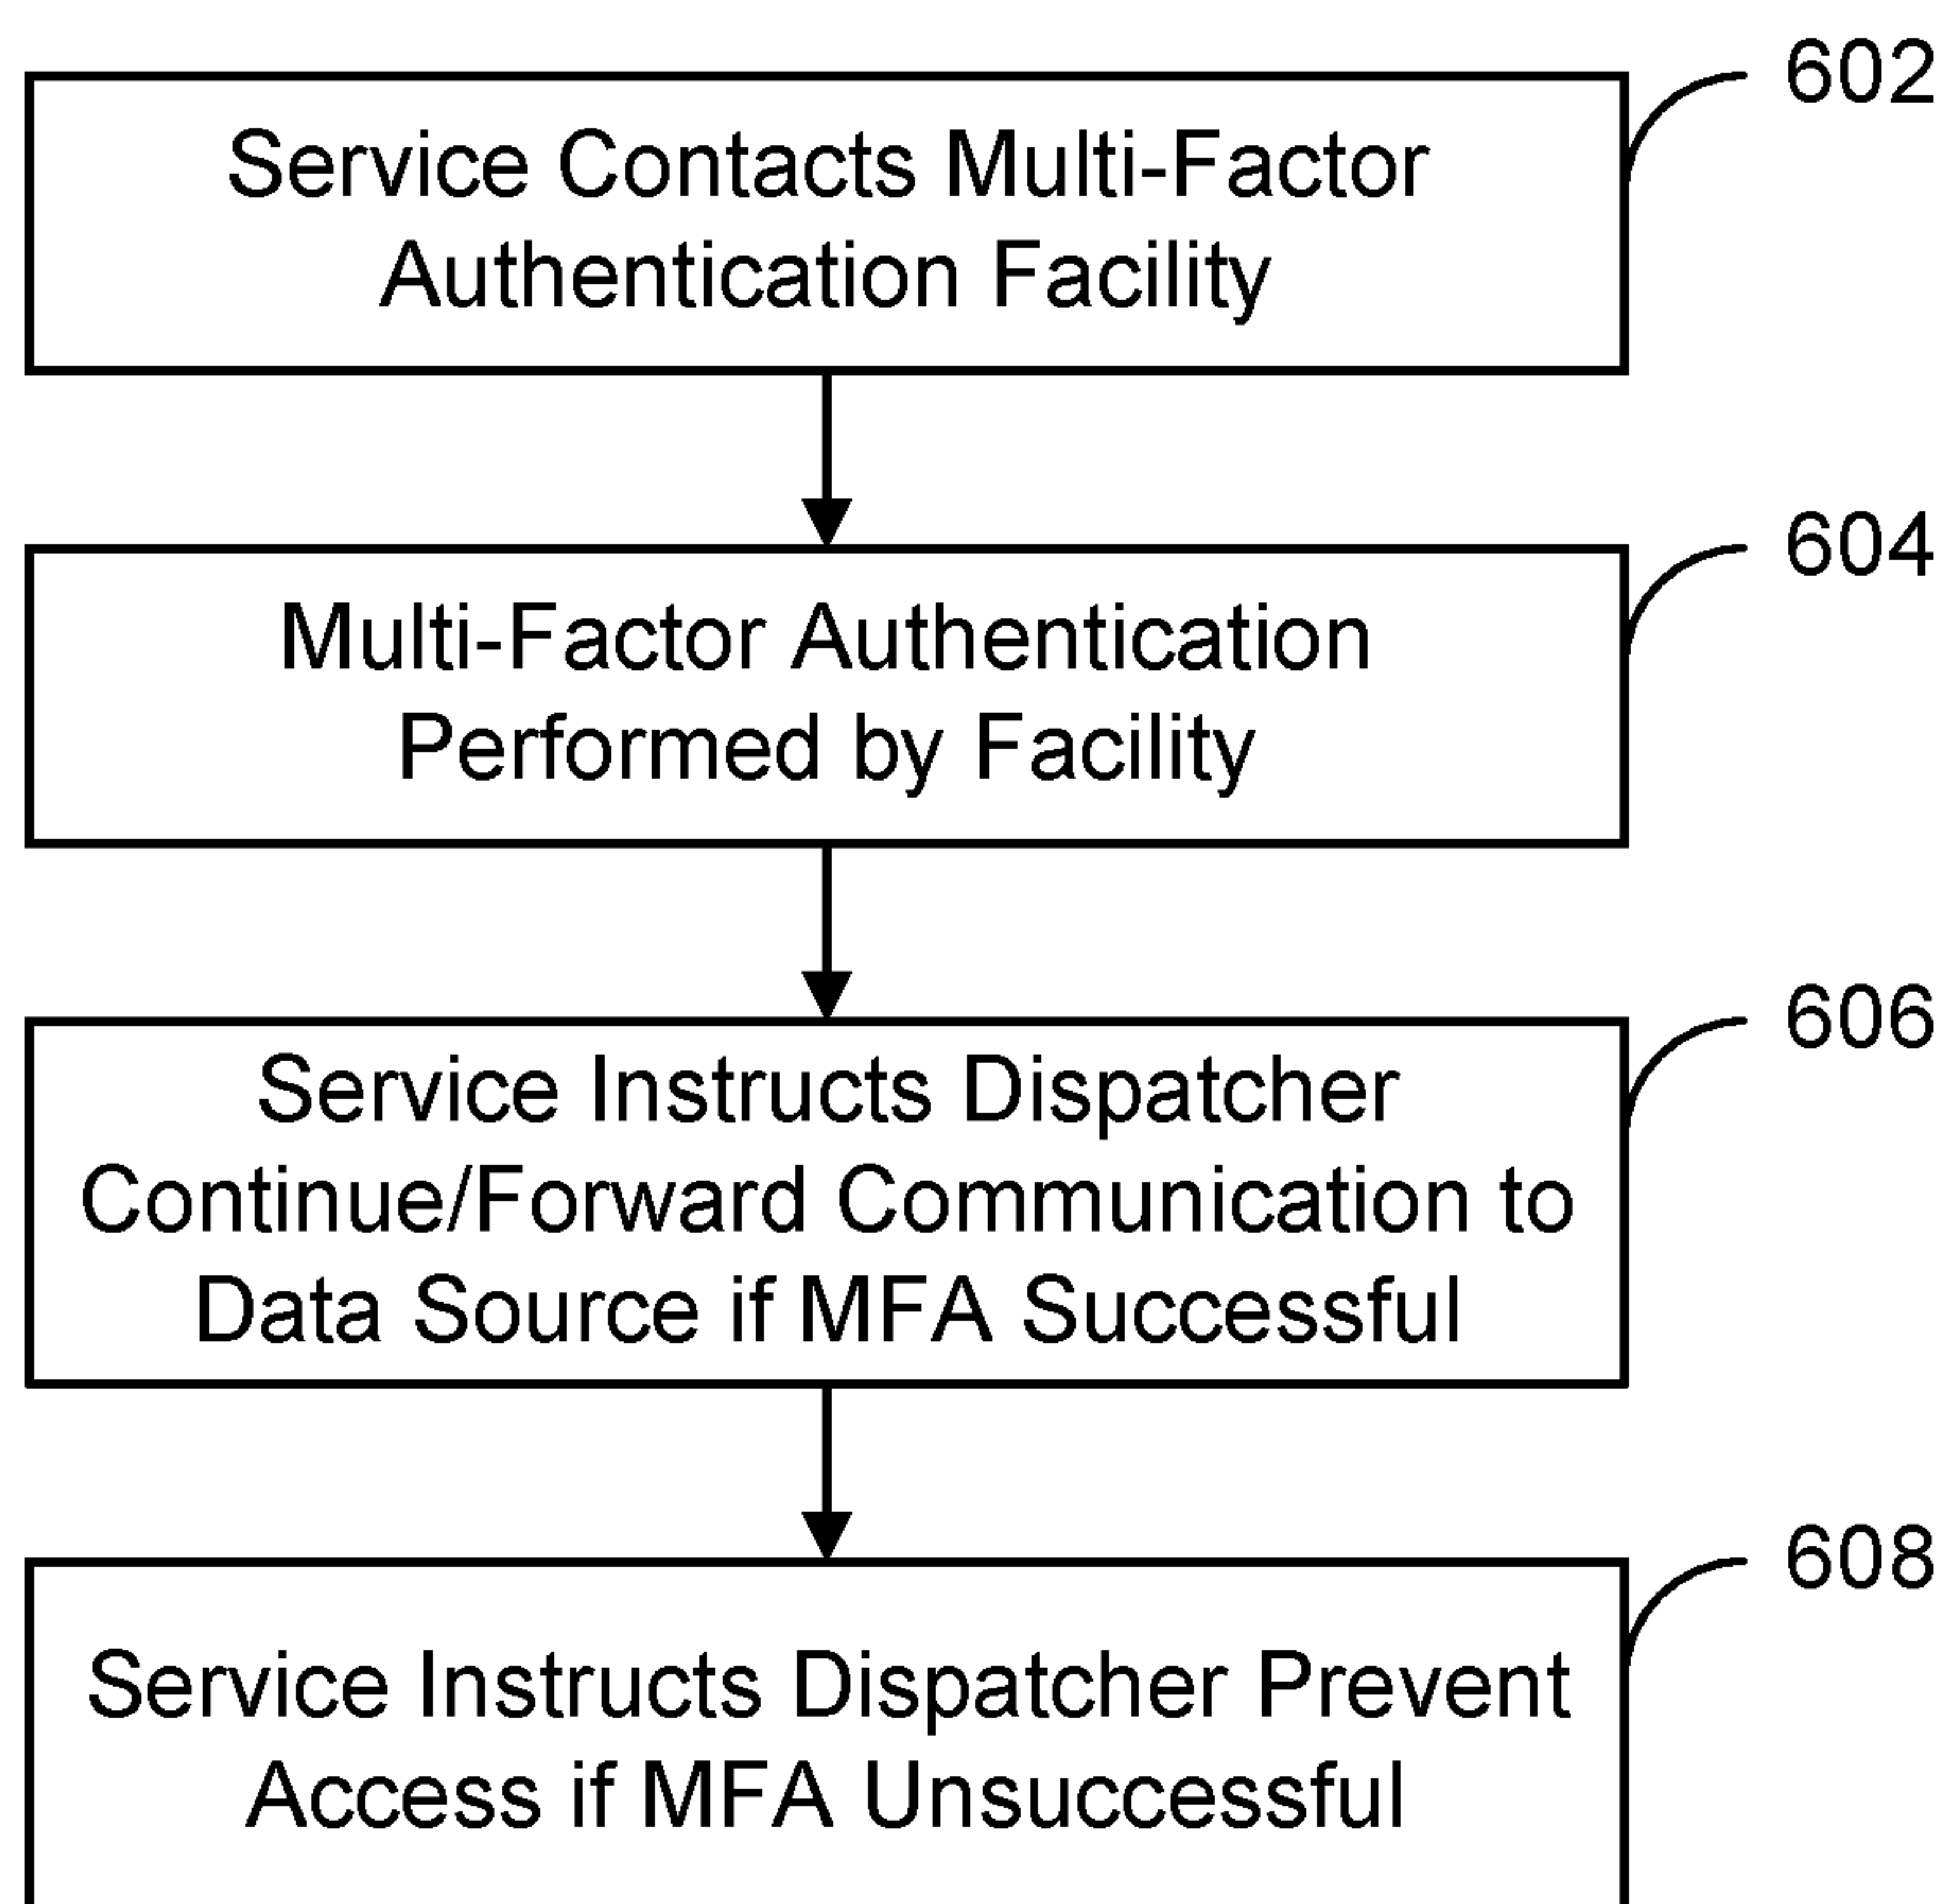 602
Service Contacts Multi-Factor
Authentication Facility
604
Multi-Factor Authentication
Performed by Facility
606
Service Instructs Dispatcher
Continue/Forward Communication to
Data Source if MFA Successful
608
Service Instructs Dispatcher Prevent
Access if MFA Unsuccessful